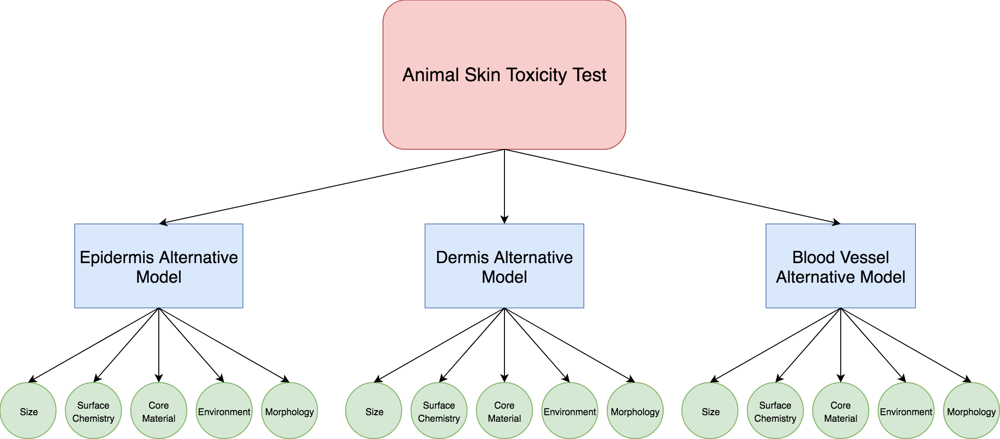 Animal Skin Toxicity Test
Epidermis Alternative
Model
Dermis Alternative
Model
Blood Vessel
Alternative Model
Size
Surface
Chemistry
Core
Material
Environment
Morphology
Size
Surface
Chemistry
Core
Material
Environment
Morphology
Size
Surface
Chemistry
Core
Material
Environment
Morphology